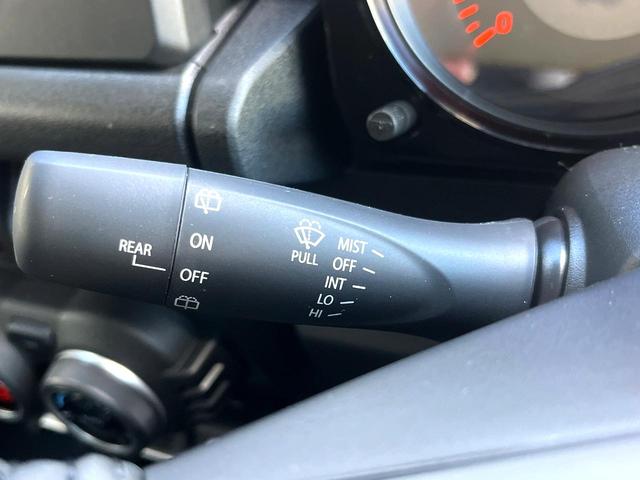 REAR
ON
OFF
PULL
MIST
OFF
INT
LO
HI